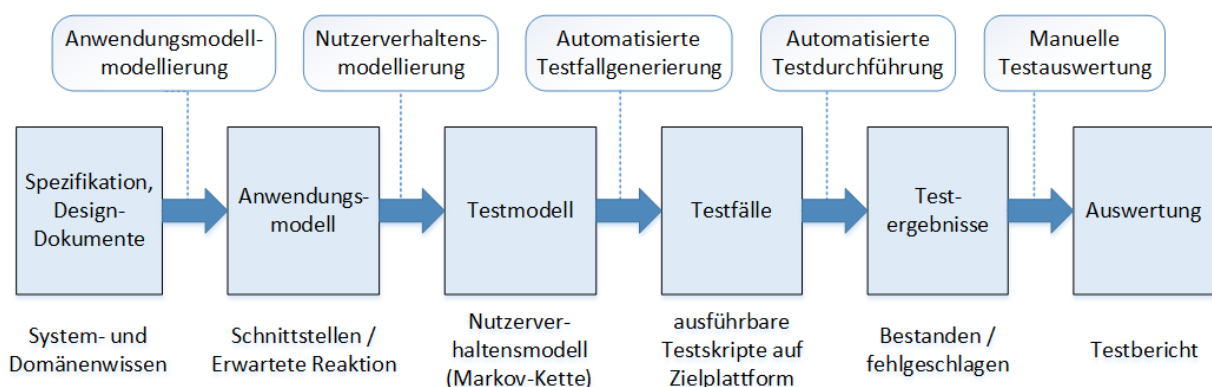 Anwendungsmodell-
modellierung
Nutzerverhaltens-
modellierung
Automatisierte
Testfallgenerierung
Automatisierte
Testdurchführung
Manuelle
Testauswertung
Spezifikation,
Design-
Dokumente
Anwendungs-
modell
Testmodell
Testfälle
Test-
ergebnisse
Auswertung
System- und
Domänenwissen
Schnittstellen /
Erwartete Reaktion
Nutzerver-
haltensmodell
(Markov-Kette)
ausführbare
Testskripte auf
Zielplattform
Bestanden /
fehlgeschlagen
Testbericht